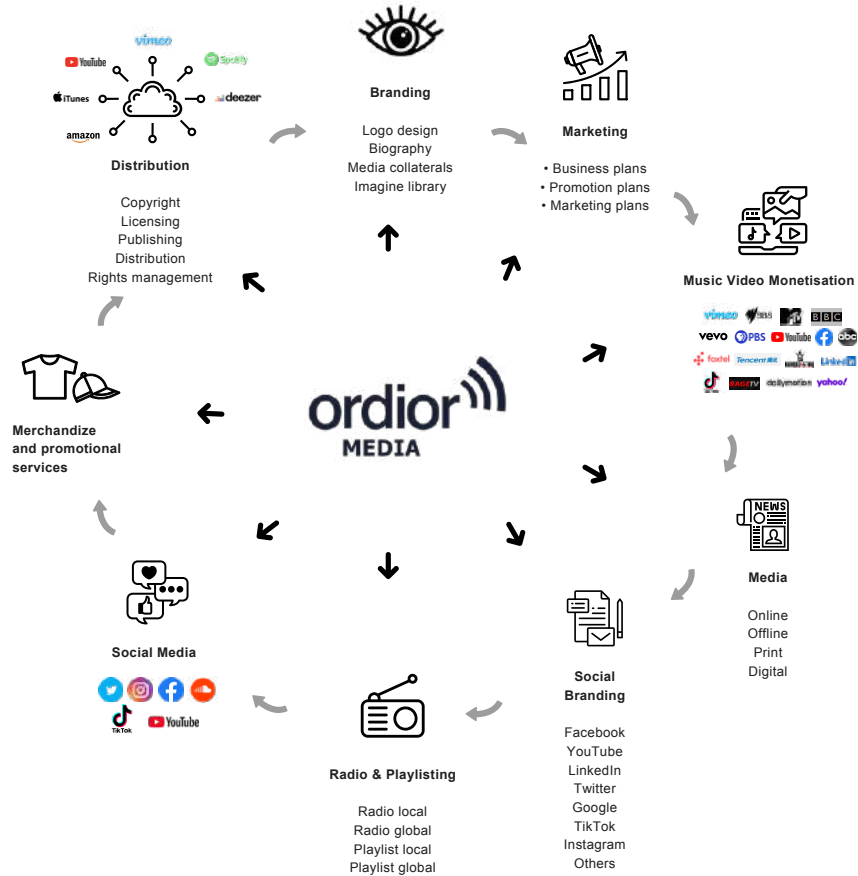 vimeo
YouTube
Spotify
iTunes
deezer
amazon
Distribution
Copyright
Licensing
Publishing
Distribution
Rights management
Branding
Logo design
Biography
Media collaterals
Imagine library
Marketing
• Business plans
• Promotion plans
• Marketing plans
Music Video Monetisation
vimeo SBS MTV BBC
vevo PBS YouTube abc
foxtel Tencent LinkedIn
RAGETV dailymotion yahoo!
ordior
MEDIA
Merchandize
and promotional
services
NEWS
Media
Online
Offline
Print
Digital
Social
Branding
Facebook
YouTube
LinkedIn
Twitter
Google
TikTok
Instagram
Others
Radio & Playlisting
Radio local
Radio global
Playlist local
Playlist global
Social Media
TikTok
YouTube